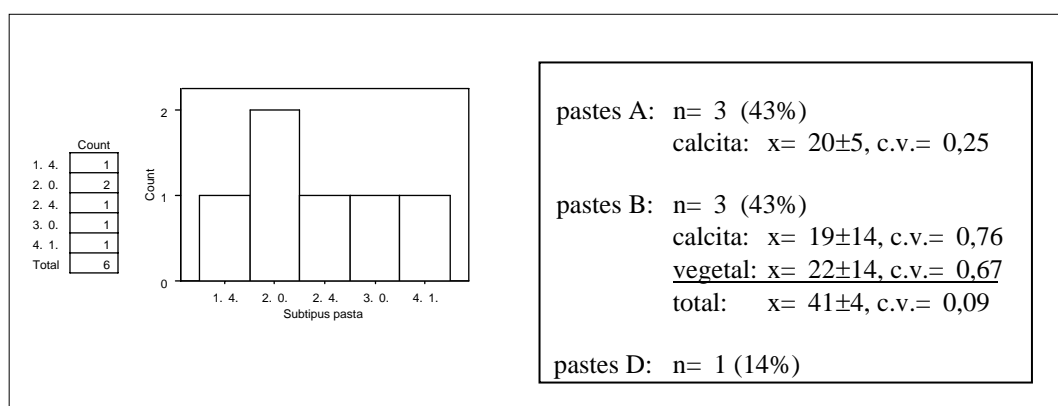 Count
1. 4. 1
2. 0. 2
2. 4. 1
3. 0. 1
4. 1. 1
Total 6
Count
2
1
0
1. 4. 2. 0. 2. 4. 3. 0. 4. 1.
Subtipus pasta
pastes A: n= 3 (43%)
calcita: x= 20±5, c.v.= 0,25
pastes B: n= 3 (43%)
calcita: x= 19±14, c.v.= 0,76
vegetal: x= 22±14, c.v.= 0,67
total: x= 41±4, c.v.= 0,09
pastes D: n= 1 (14%)